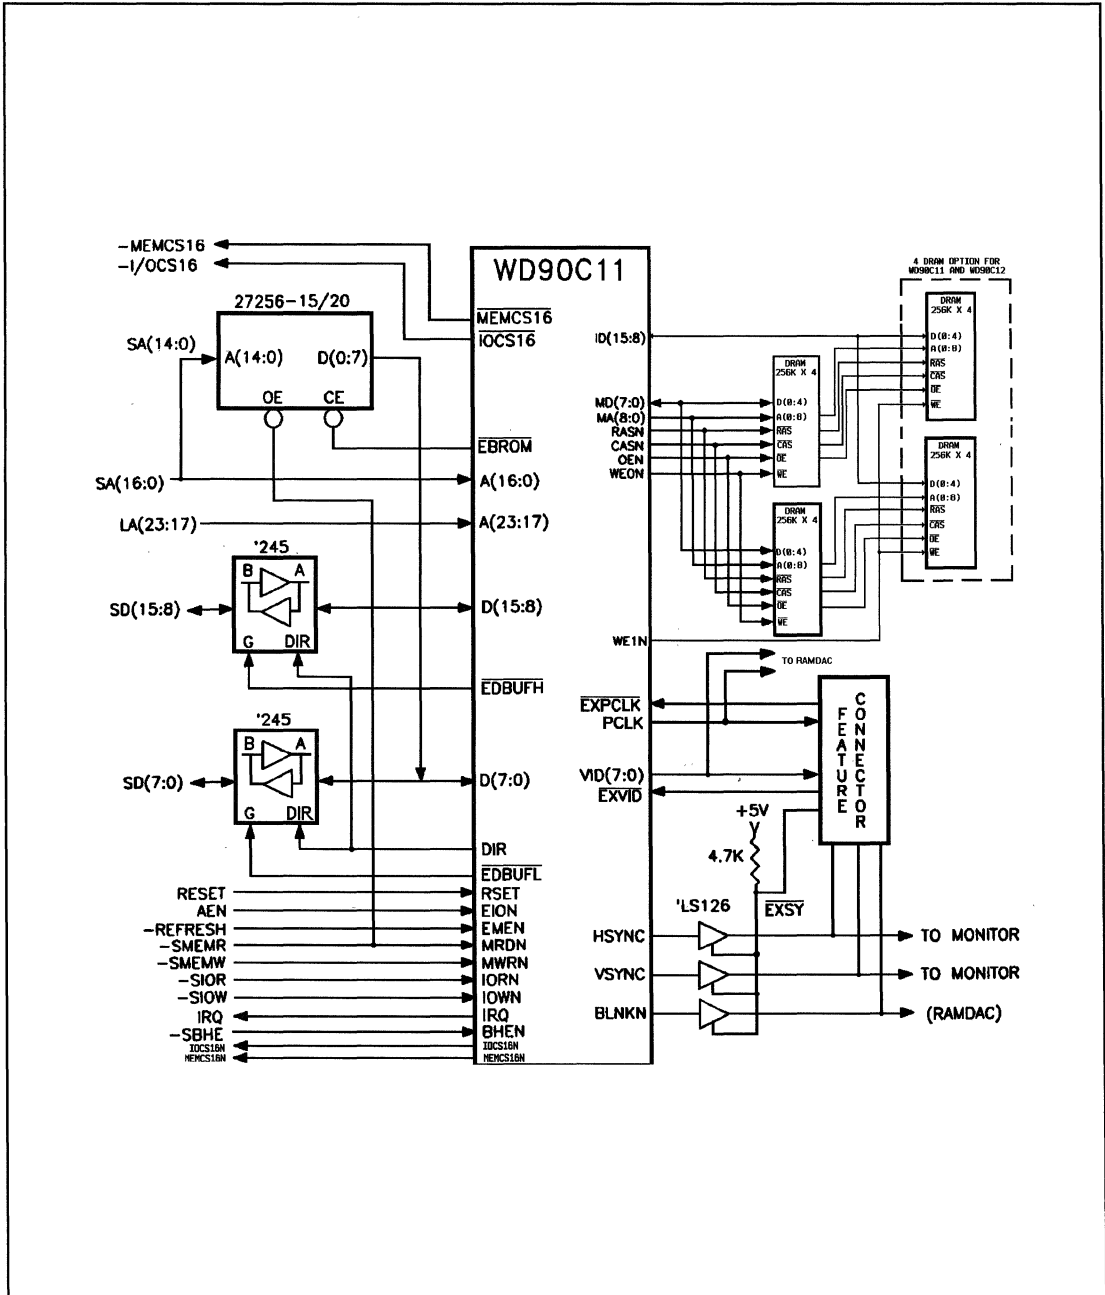 -MEMCS16
-I/OCS16
27256-15/20
SA(14:0)
A(14:0)
D(0:7)
OE
CE
SA(16:0)
LA(23:17)
'245
B
A
SD(15:8)
G
DIR
'245
B
A
SD(7:0)
G
DIR
RESET
AEN
-REFRESH
-SMEMR
-SMEMW
-SIOR
-SIOW
IRQ
-SBHE
IOCS16N
MEMCS16N
WD90C11
MEMCS16
IOCS16
EBROM
A(16:0)
A(23:17)
D(15:8)
EDBUFH
D(7:0)
DIR
EDBUFL
RSET
EION
EMEN
MRDN
MWRN
IORN
IOWN
IRQ
BHEN
IOCS16N
MEMCS16N
ID(15:8)
MD(7:0)
MA(8:0)
RASN
CASN
OEN
WE0N
WE1N
EXPCLK
PCLK
VID(7:0)
EXVID
HSYNC
VSYNC
BLNKN
DRAM
256K X 4
D(0:4)
A(0:8)
RAS
CAS
OE
WE
DRAM
256K X 4
D(0:4)
A(0:8)
RAS
CAS
OE
WE
4 DRAM OPTION FOR
WD90C11 AND WD90C12
DRAM
256K X 4
D(0:4)
A(0:8)
RAS
CAS
OE
WE
DRAM
256K X 4
D(0:4)
A(0:8)
RAS
CAS
OE
WE
TO RAMDAC
FEATURE
CONNECTOR
+5V
4.7K
'LS126
EXSY
TO MONITOR
TO MONITOR
(RAMDAC)